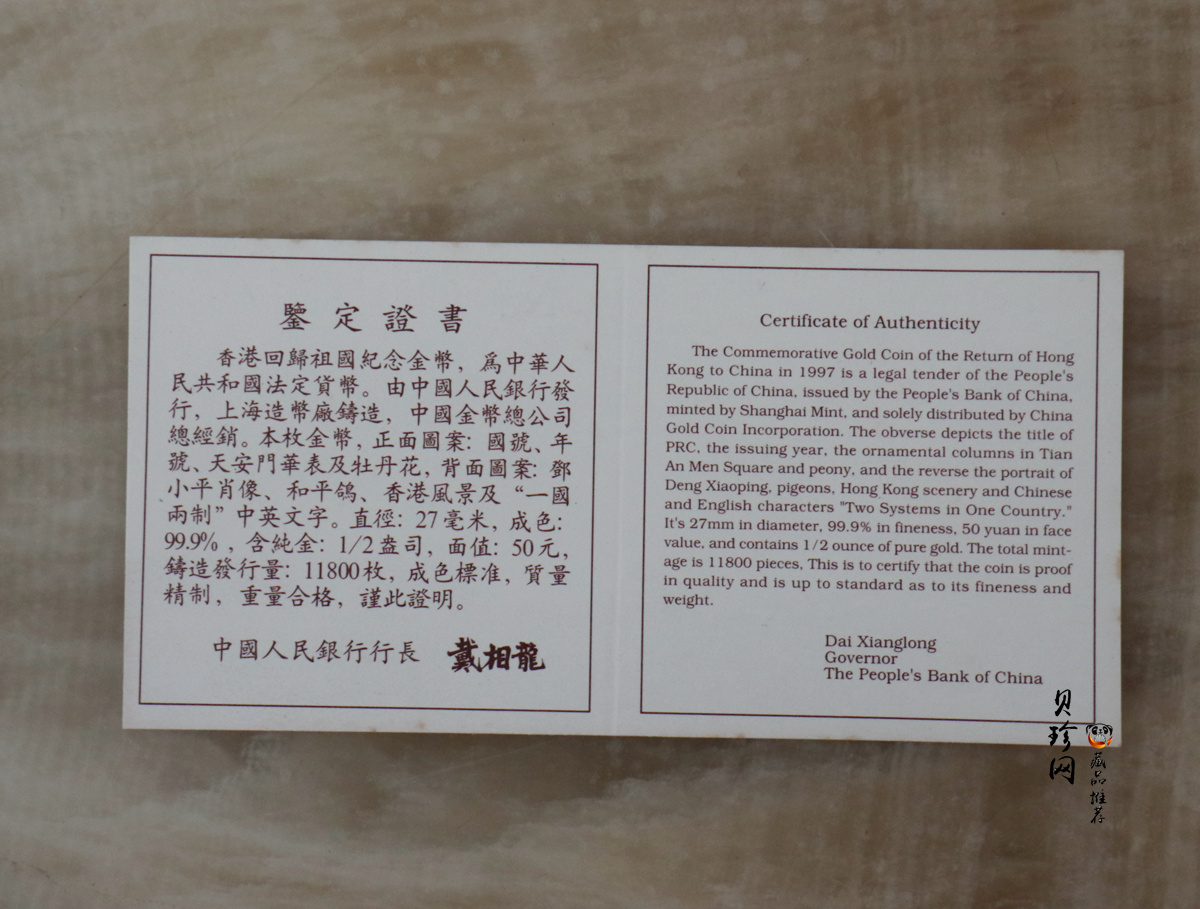 鑒定證書
香港回歸祖國紀念金幣，爲中華人
民共和國法定貨幣。由中國人民銀行發
行，上海造幣廠鑄造，中國金幣總公司
總經銷。本枚金幣，正面圖案：國號、年
號、天安門華表及牡丹花，背面圖案：鄧
小平肖像、和平鴿、香港風景及“一國
兩制”中英文字。直徑：27毫米，成色：
99.9%，含純金：1/2盎司，面值：50元，
鑄造發行量：11800枚，成色標准，質量
精制，重量合格，謹此證明。
中國人民銀行行長 戴相龍
Certificate of Authenticity
The Commemorative Gold Coin of the Return of Hong
Kong to China in 1997 is a legal tender of the People's
Republic of China, issued by the People's Bank of China,
minted by Shanghai Mint, and solely distributed by China
Gold Coin Incorporation. The obverse depicts the title of
PRC, the issuing year, the ornamental columns in Tian
An Men Square and peony, and the reverse the portrait of
Deng Xiaoping, pigeons, Hong Kong scenery and Chinese
and English characters "Two Systems in One Country."
It's 27mm in diameter, 99.9% in fineness, 50 yuan in face
value, and contains 1/2 ounce of pure gold. The total mint-
age is 11800 pieces, This is to certify that the coin is proof
in quality and is up to standard as to its fineness and
weight.
Dai Xianglong
Governor
The People's Bank of China
贝珍网
藏品推荐